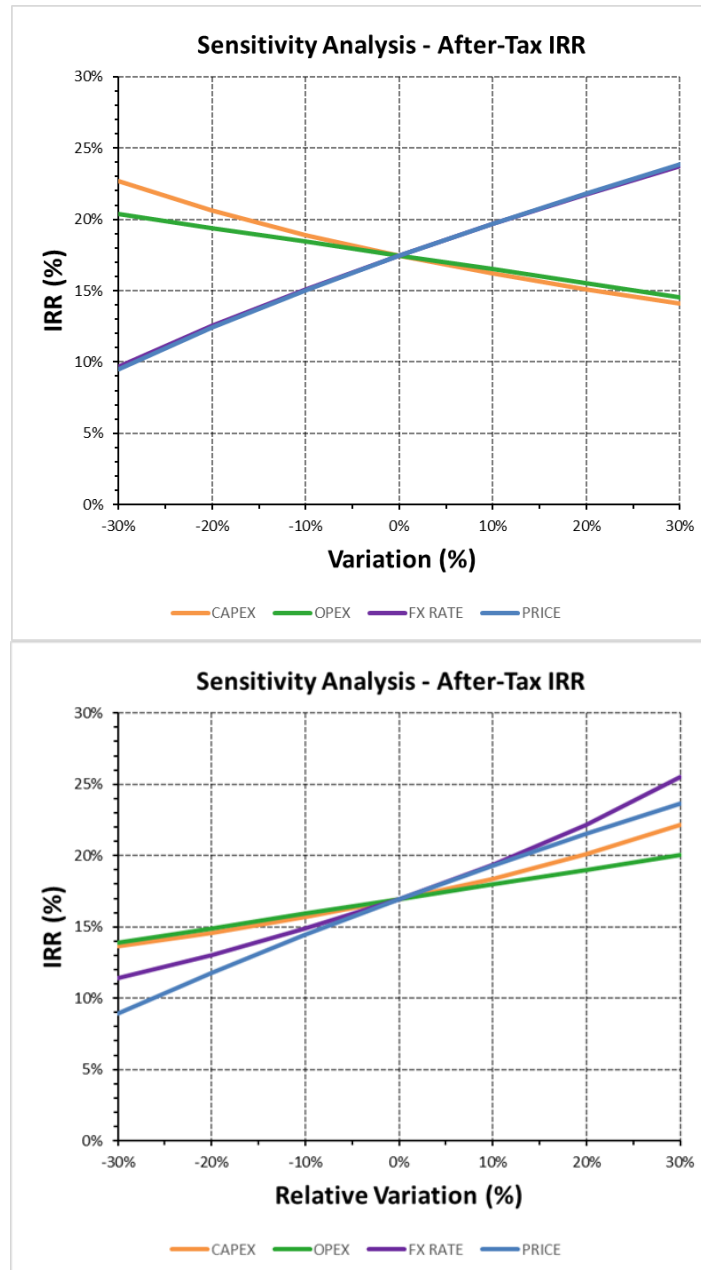 Sensitivity Analysis - After-Tax IRR
30%
25%
20%
15%
10%
5%
0%
IRR (%)
-30% -20% -10% 0% 10% 20% 30%
Variation (%)
CAPEX OPEX FX RATE PRICE
Sensitivity Analysis - After-Tax IRR
30%
25%
20%
15%
10%
5%
0%
IRR (%)
-30% -20% -10% 0% 10% 20% 30%
Relative Variation (%)
CAPEX OPEX FX RATE PRICE